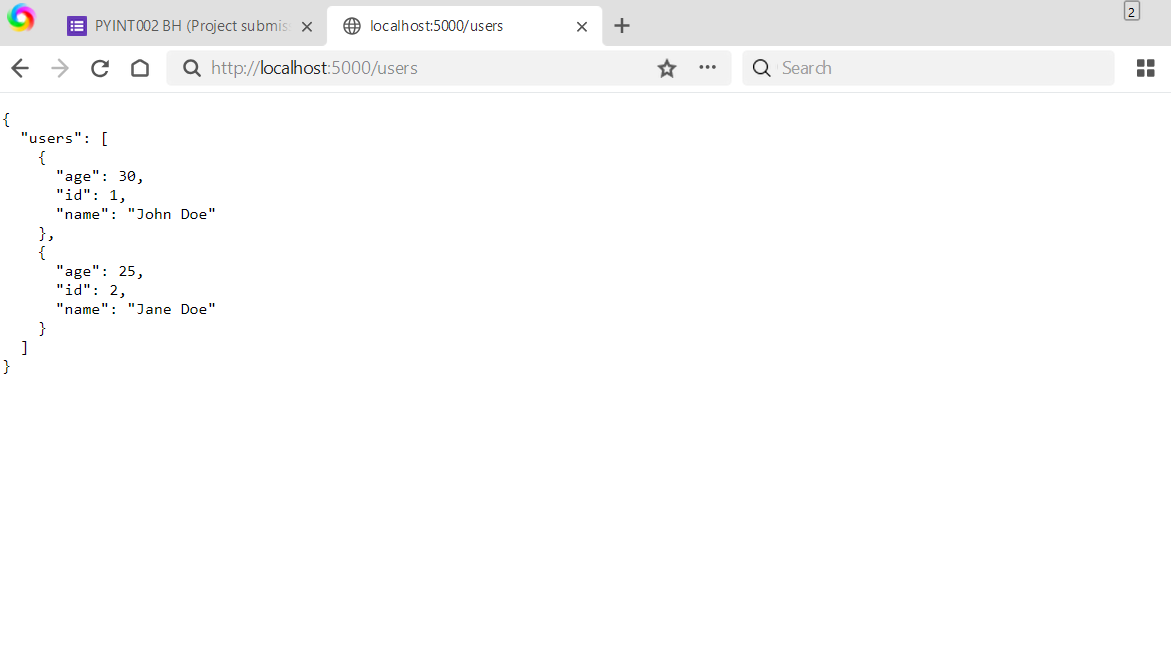 PYINT002 BH (Project submis
localhost:5000/users
2
http://localhost:5000/users
Search
{
  "users": [
    {
      "age": 30,
      "id": 1,
      "name": "John Doe"
    },
    {
      "age": 25,
      "id": 2,
      "name": "Jane Doe"
    }
  ]
}